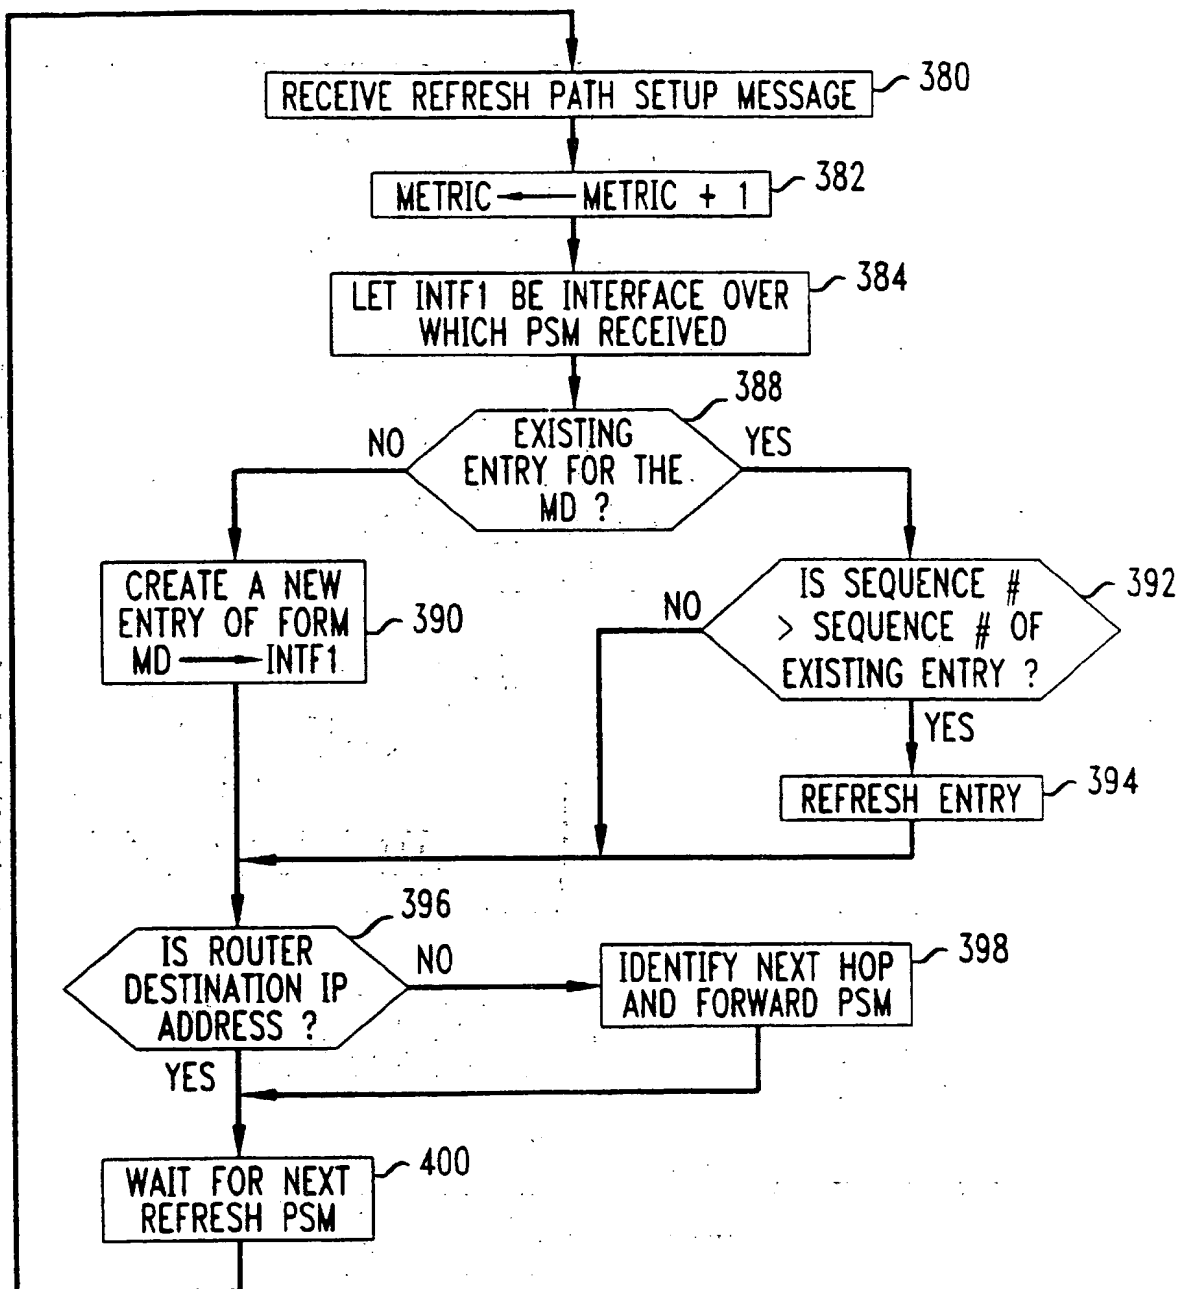 RECEIVE REFRESH PATH SETUP MESSAGE
380
METRIC ← METRIC + 1
382
LET INTF1 BE INTERFACE OVER
WHICH PSM RECEIVED
384
388
EXISTING
ENTRY FOR THE
MD ?
NO
YES
CREATE A NEW
ENTRY OF FORM
MD → INTF1
390
IS SEQUENCE #
> SEQUENCE # OF
EXISTING ENTRY ?
392
NO
YES
REFRESH ENTRY
394
396
IS ROUTER
DESTINATION IP
ADDRESS ?
NO
YES
IDENTIFY NEXT HOP
AND FORWARD PSM
398
WAIT FOR NEXT
REFRESH PSM
400